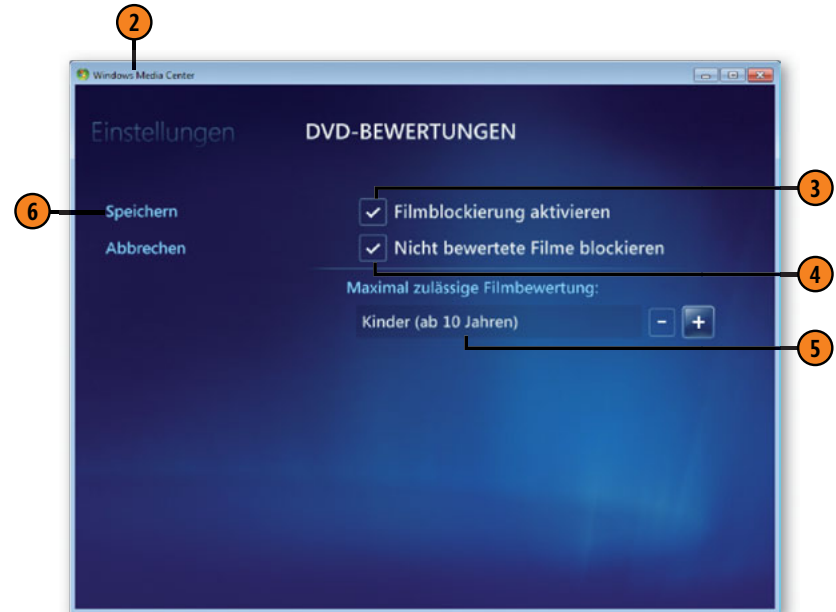 2
Windows Media Center
Einstellungen DVD-BEWERTUNGEN
3
6 Speichern Filmblockierung aktivieren
Abbrechen Nicht bewertete Filme blockieren
4
Maximal zulässige Filmbewertung:
Kinder (ab 10 Jahren) - +
5